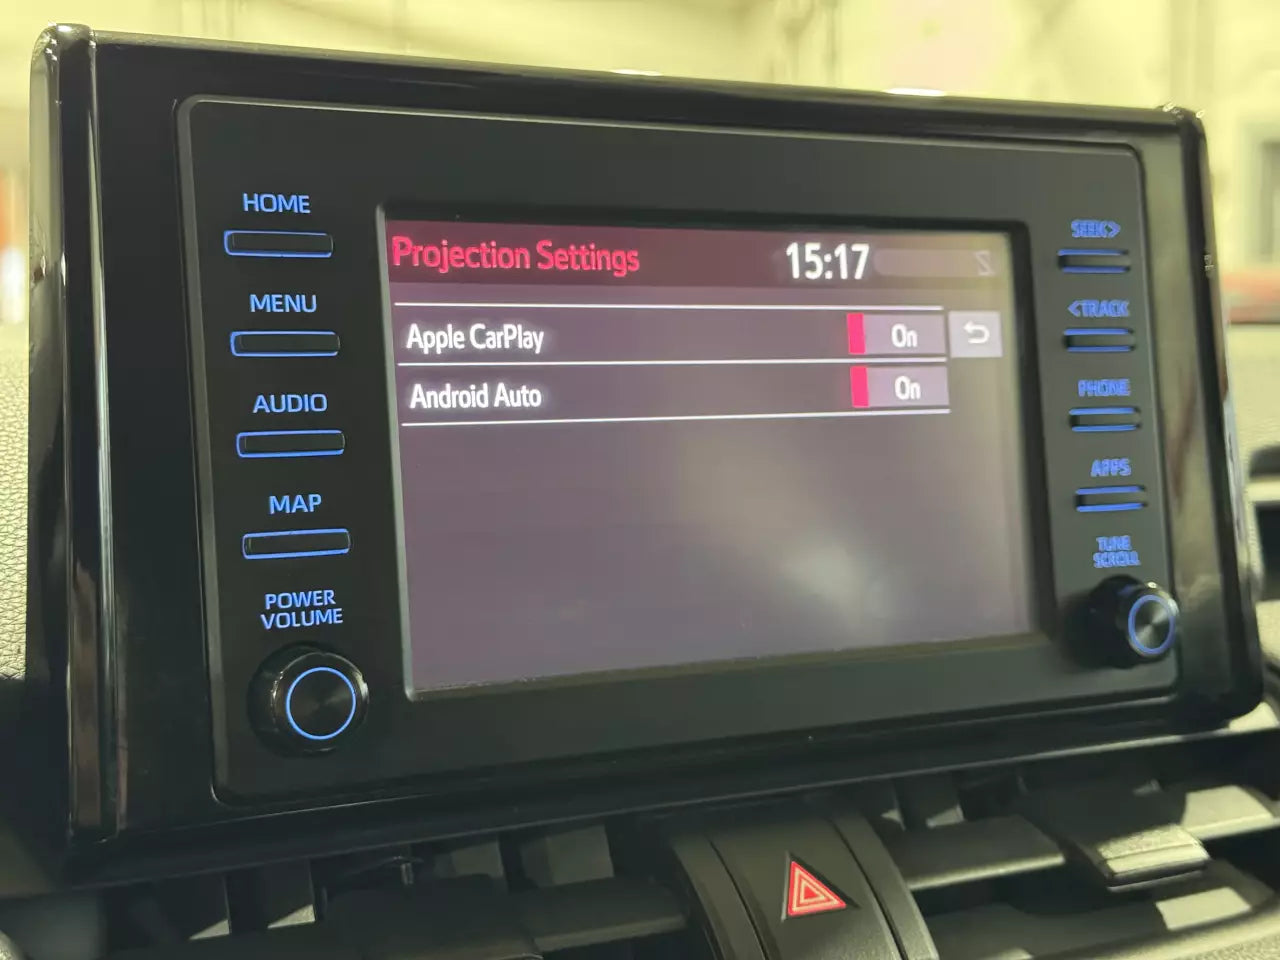 HOME
MENU
AUDIO
MAP
POWER
VOLUME
Projection Settings
15:17
Apple CarPlay
On
Android Auto
On
SEEK>
<TRACK
PHONE
APPS
TUNE
SCROLL